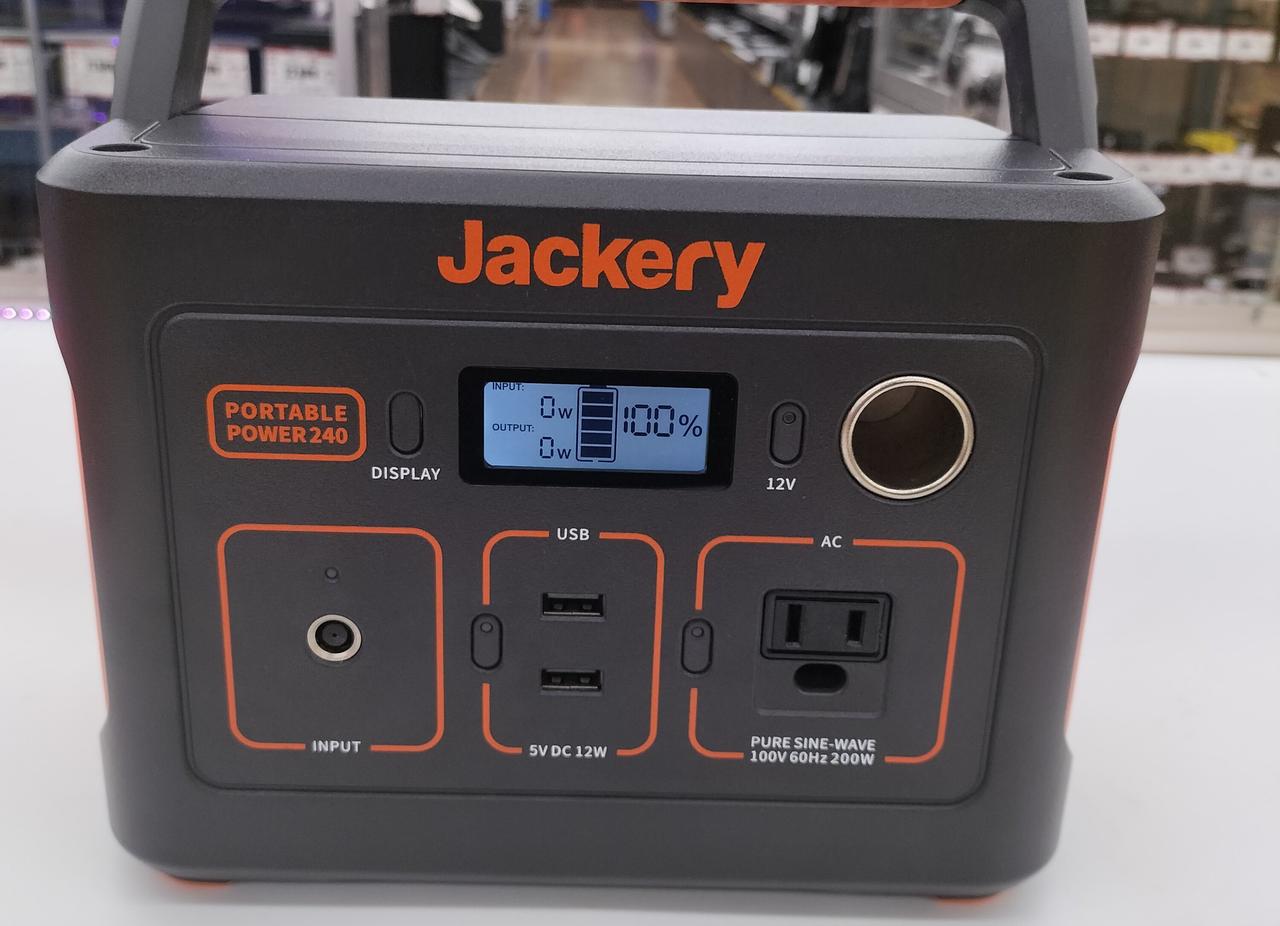 Jackery
PORTABLE
POWER 240
DISPLAY
INPUT:
0W
OUTPUT:
0W
100%
12V
USB
AC
INPUT
5V DC 12W
PURE SINE-WAVE
100V 60Hz 200W